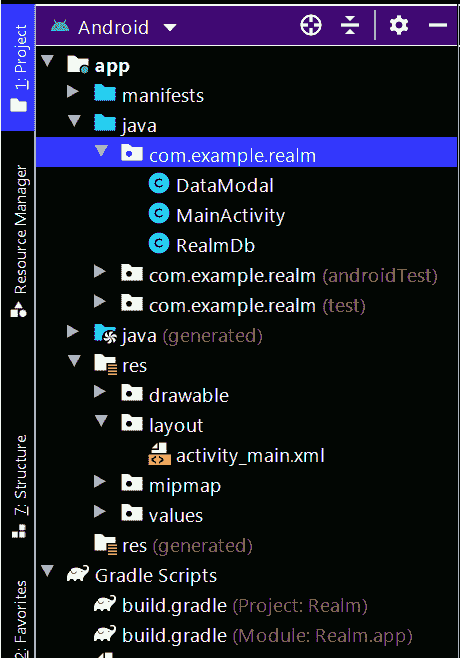 Android
1: Project
Resource Manager
7: Structure
2: Favorites
app
manifests
java
com.example.realm
DataModal
MainActivity
RealmDb
com.example.realm (androidTest)
com.example.realm (test)
java (generated)
res
drawable
layout
activity_main.xml
mipmap
values
res (generated)
Gradle Scripts
build.gradle (Project: Realm)
build.gradle (Module: Realm.app)